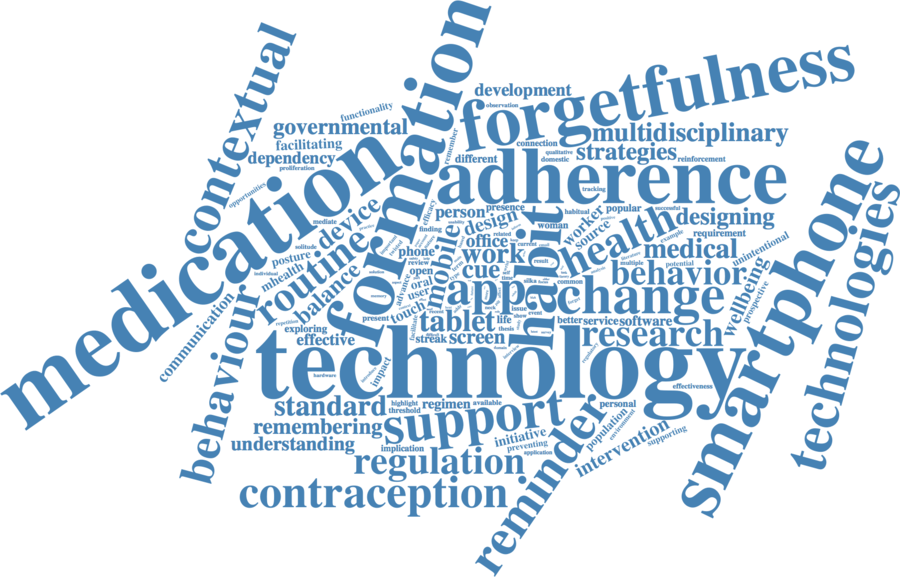 medication
formation
forgetfulness
contextual
functionality
governmental
facilitating
dependency
proliferation
opportunities
development
observation
multidisciplinary
connection
strategies
qualitative
domestic
reinforcement
different
remember
adherence
tracking
smartphone
technologies
device
routine
balance
posture
mhealth
solitude
mediate
individual
communication
behaviour
exploring
effective
repetition
person
presence
design
efficacy
finding
phone
mobile
office
work
cue
woman
related
current
habit
habitual
popular
successful
worker
source
health
example
designing
requirement
medical
behavior
multiple
potential
unintentional
wellbeing
prospective
review
open
oral
user
advance
touch
present
memory
app
tablet
life
thesis
issue
result
common
change
better
service
software
research
streak
screen
technology
hardware
impact
effectiveness
standard
highlight
threshold
regimen
available
support
personal
population
environment
remembering
understanding
implication
initiative
preventing
application
reminder
intervention
supporting
regulation
contraception